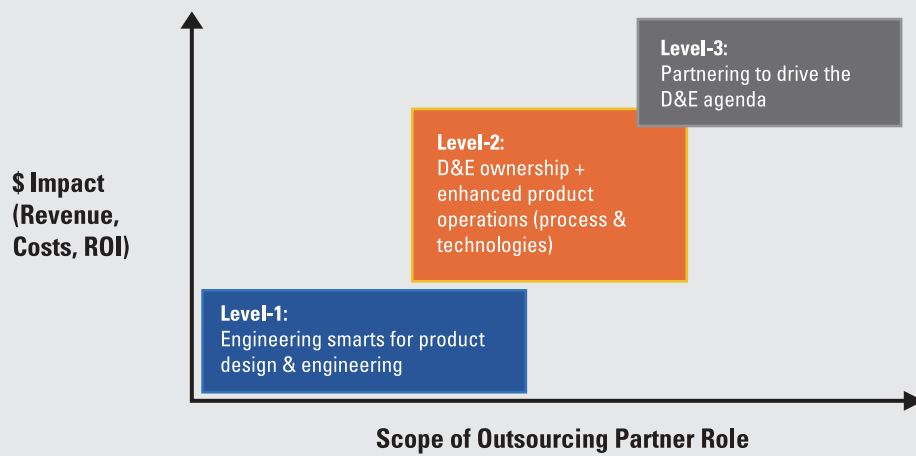 Level-3:
Partnering to drive the
D&E agenda
Level-2:
D&E ownership +
enhanced product
operations (process &
technologies)
$ Impact
(Revenue,
Costs, ROI)
Level-1:
Engineering smarts for product
design & engineering
Scope of Outsourcing Partner Role